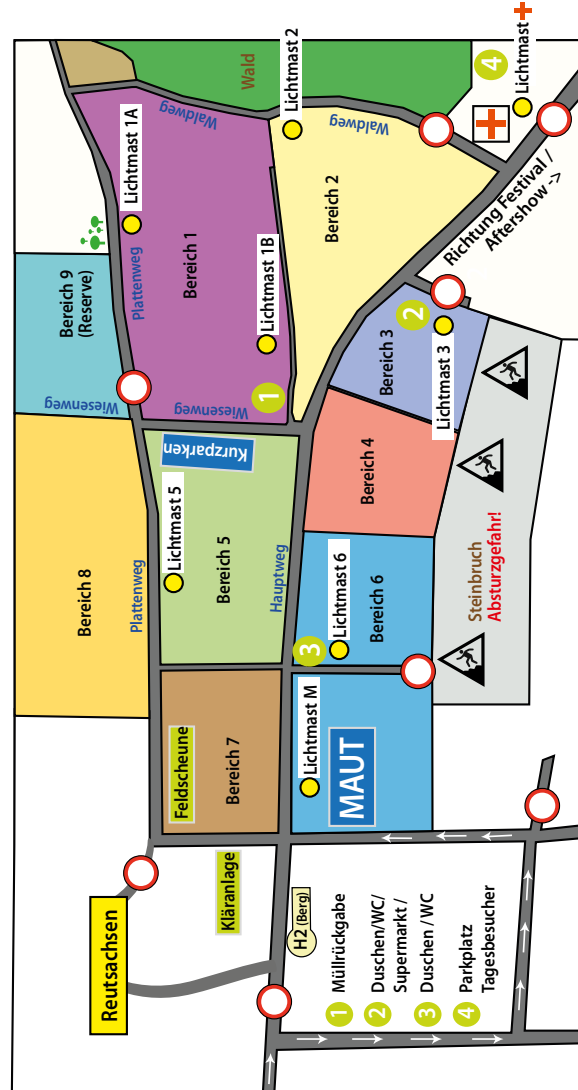 Reutsachsen
Kläranlage
Feldscheune
H2 (Berg)
1 Müllrückgabe
2 Duschen/WC/
Supermarkt /
3 Duschen / WC
4 Parkplatz
Tagesbesucher
Bereich 8
Bereich 9
(Reserve)
Plattenweg
Plattenweg
Wiesenweg
Wiesenweg
Bereich 7
Lichtmast 5
Bereich 5
Kurzparken
Hauptweg
Lichtmast 1A
Bereich 1
Lichtmast 1B
1
Wald
Waldweg
Waldweg
Lichtmast 2
Bereich 2
Lichtmast M
MAUT
3
Lichtmast 6
Bereich 6
Bereich 4
Bereich 3
2
Lichtmast 3
Steinbruch
Absturzgefahr!
Richtung Festival /
Aftershow ->
4
Lichtmast +